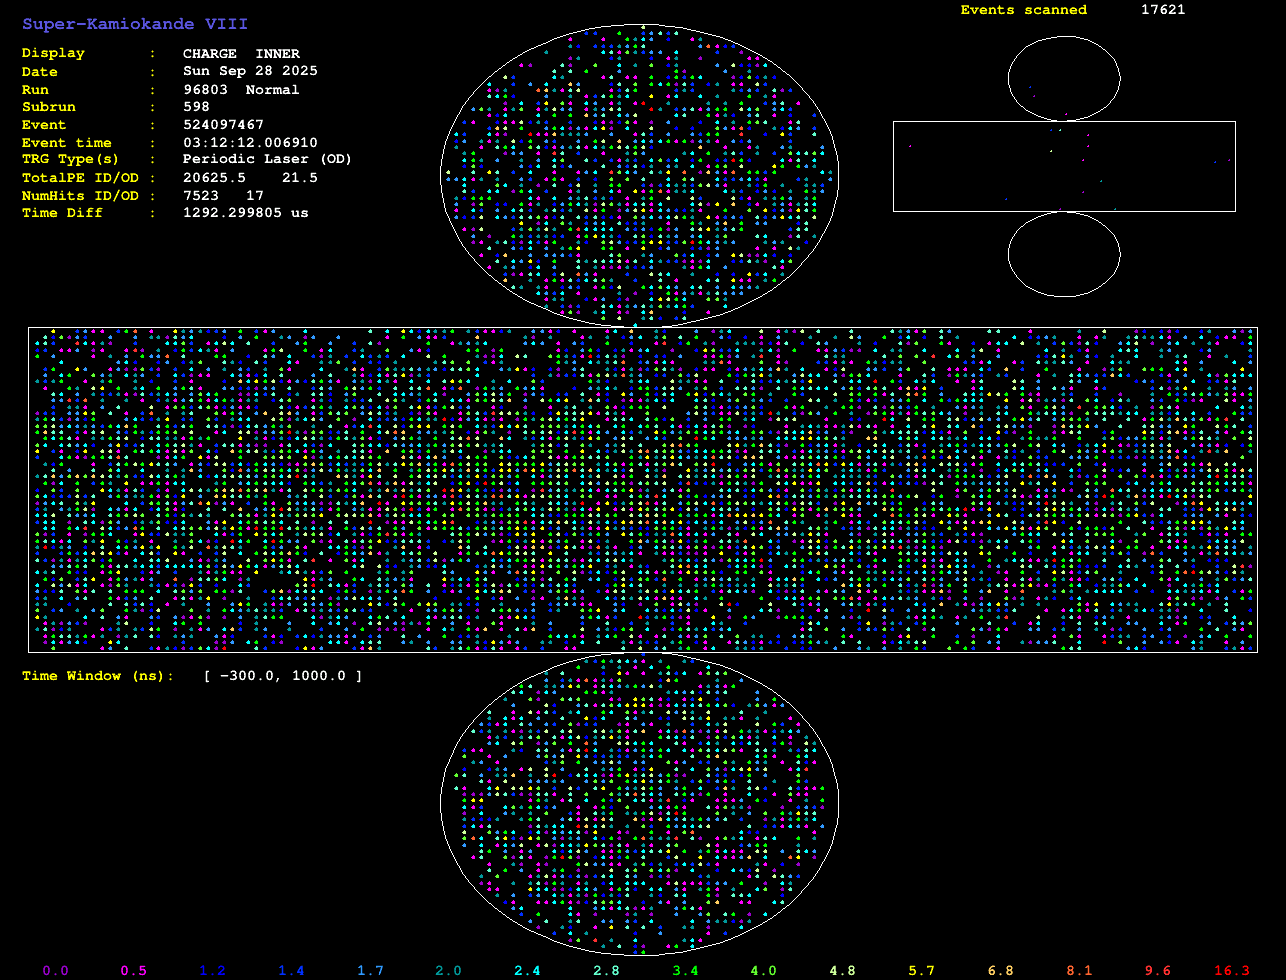 Super-Kamiokande VIII
Events scanned 17621
Display : CHARGE INNER
Date : Sun Sep 28 2025
Run : 96803 Normal
Subrun : 598
Event : 524097467
Event time : 03:12:12.006910
TRG Type(s) : Periodic Laser (OD)
TotalPE ID/OD : 20625.5 21.5
NumHits ID/OD : 7523 17
Time Diff : 1292.299805 us
Time Window (ns): [ -300.0, 1000.0 ]
0.0 0.5 1.2 1.4 1.7 2.0 2.4 2.8 3.4 4.0 4.8 5.7 6.8 8.1 9.6 16.3